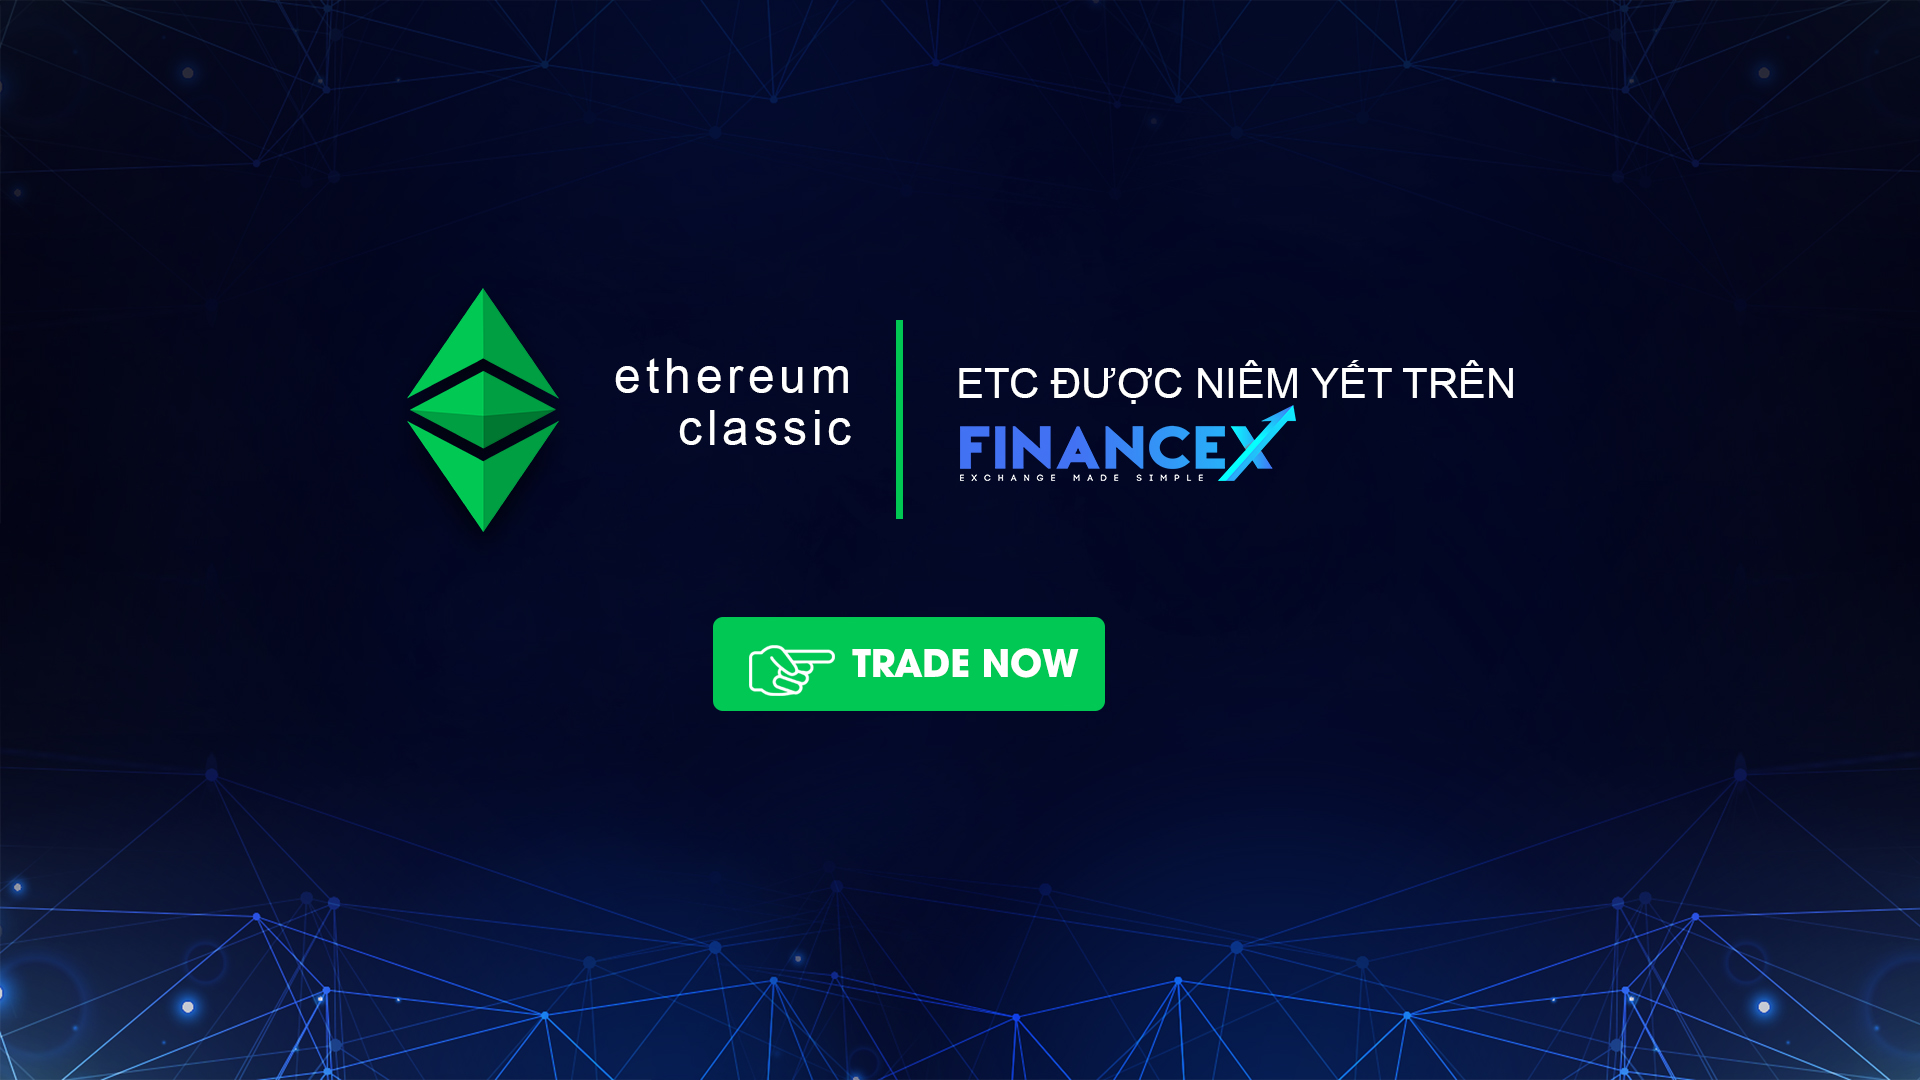 ethereum
classic
ETC ĐƯỢC NIÊM YẾT TRÊN
FINANCEX
EXCHANGE MADE SIMPLE
TRADE NOW